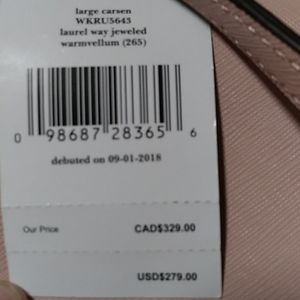 large carsen
WKRU5643
laurel way jeweled
warmvellum (265)
0 98687 28365 6
debuted on 09-01-2018
Our Price CAD$329.00
USD$279.00